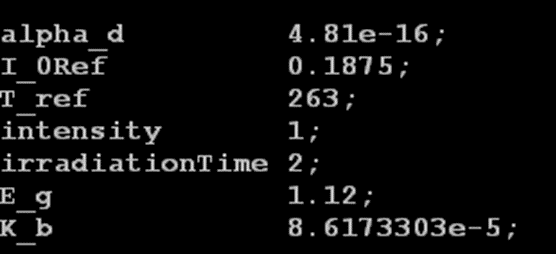 alpha_d 4.81e-16;
I_0Ref 0.1875;
T_ref 263;
intensity 1;
irradiationTime 2;
E_g 1.12;
K_b 8.6173303e-5;